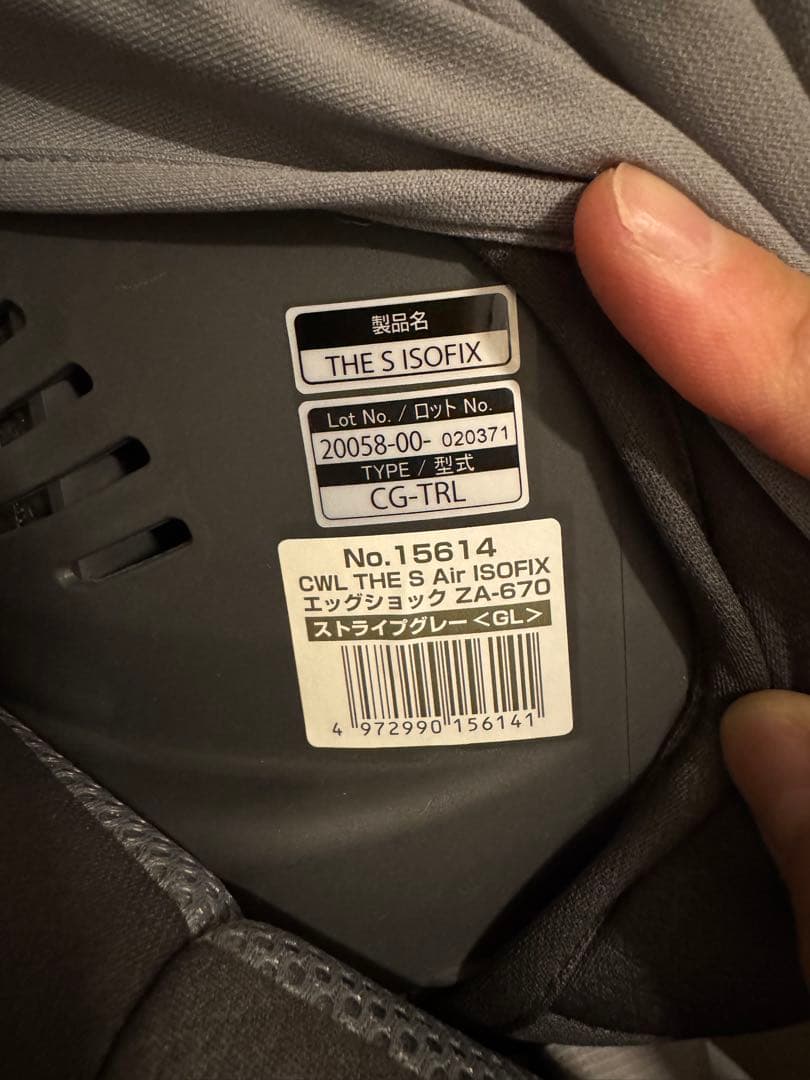 製品名
THE S ISOFIX
Lot No. / ロット No.
20058-00- 020371
TYPE / 型式
CG-TRL
No.15614
CWL THE S Air ISOFIX
エッグショック ZA-670
ストライプグレー<GL>
4 972990 156141